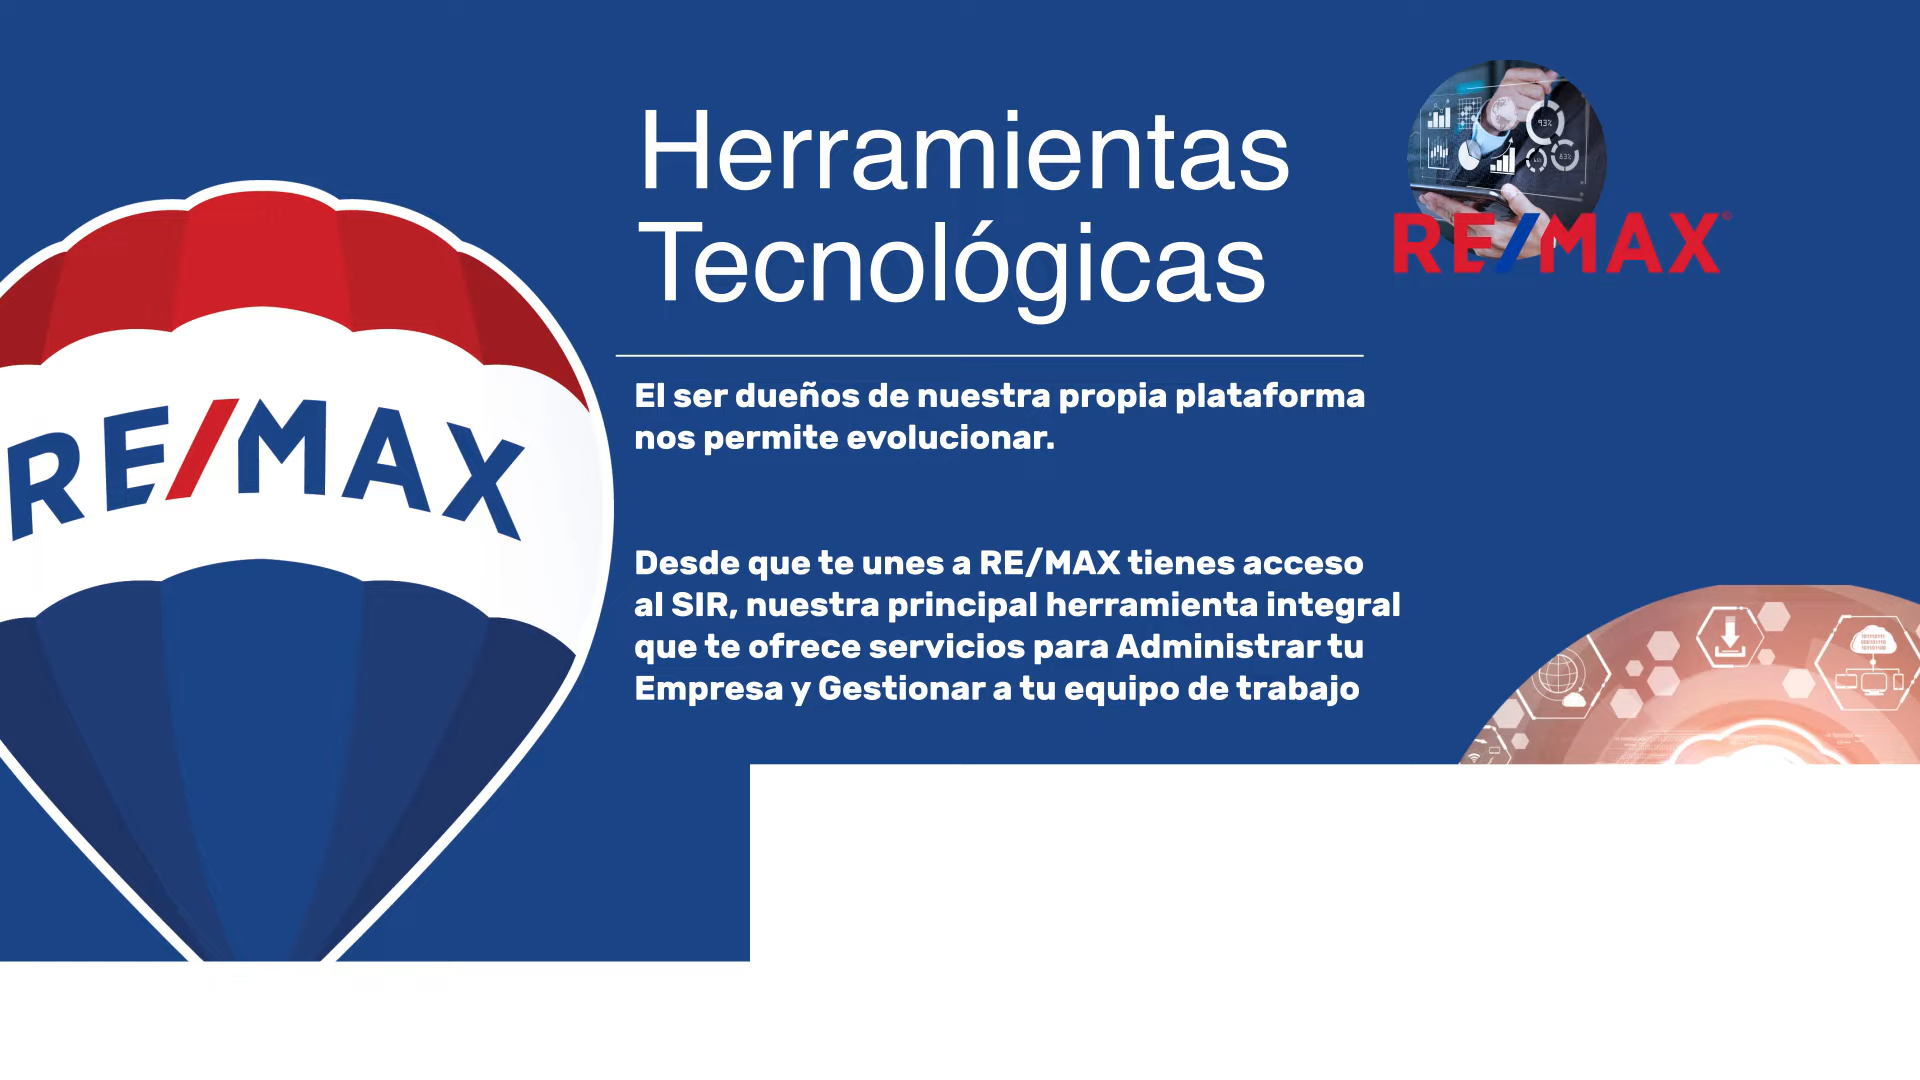 Herramientas
Tecnológicas
RE/MAX
93%
83%
El ser dueños de nuestra propia plataforma
nos permite evolucionar.
RE/MAX
Desde que te unes a RE/MAX tienes acceso
al SIR, nuestra principal herramienta integral
que te ofrece servicios para Administrar tu
Empresa y Gestionar a tu equipo de trabajo